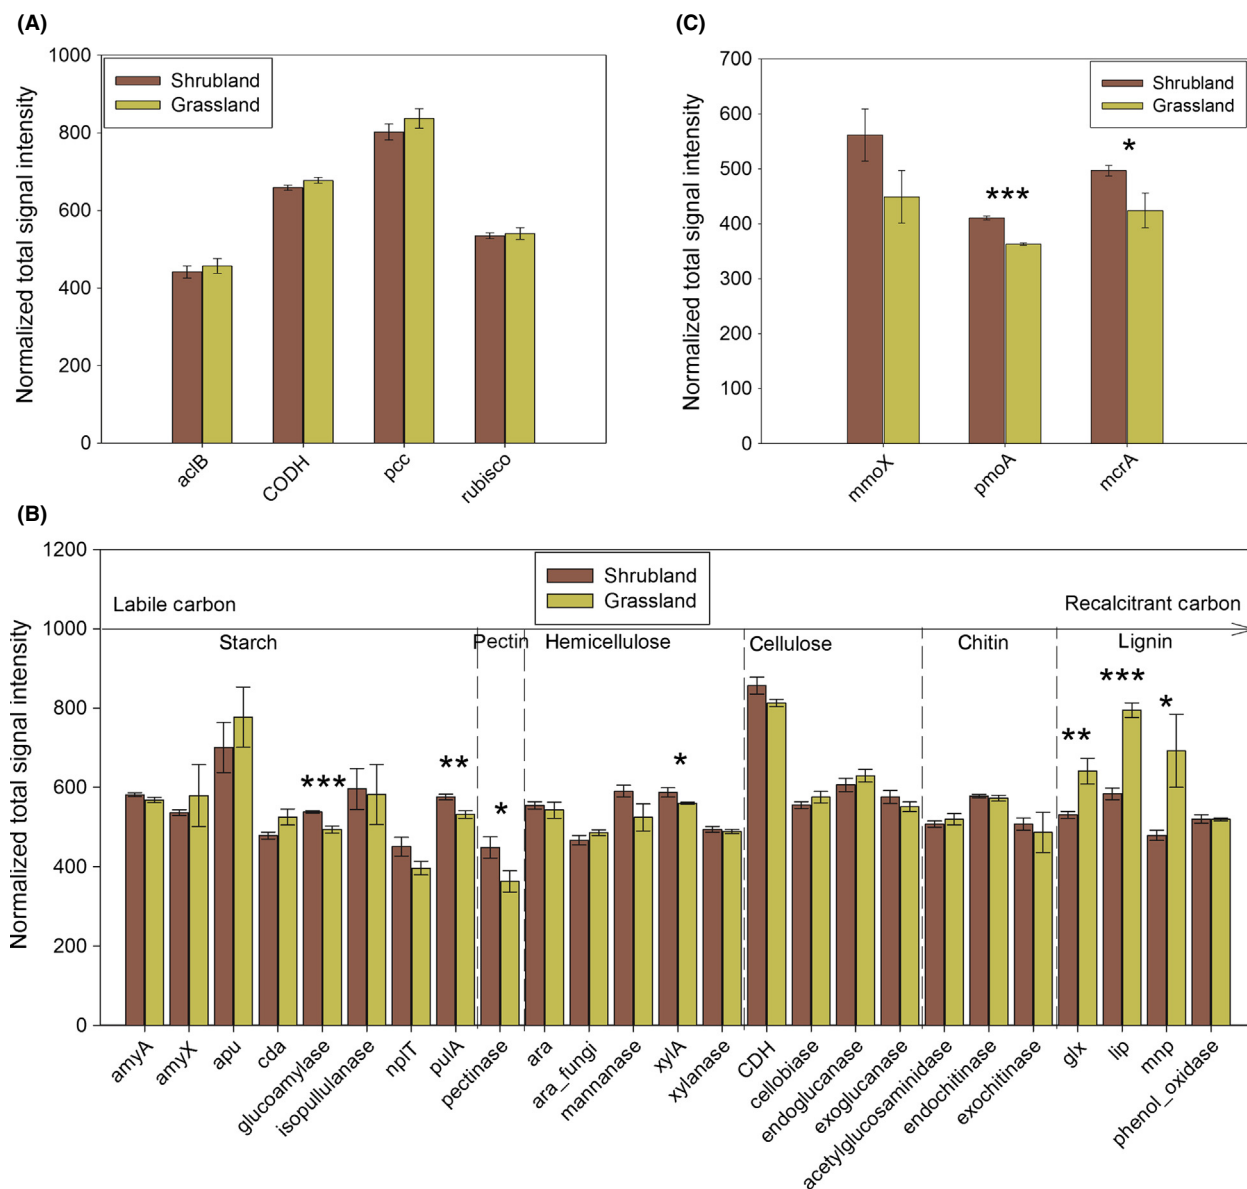 (A)
Normalized total signal intensity
1000
800
600
400
200
0
Shrubland
Grassland
aclB
CODH
pcc
rubisco
(C)
Normalized total signal intensity
700
600
500
400
300
200
100
0
Shrubland
Grassland
***
*
mmoX
pmoA
mcrA
(B)
Normalized total signal intensity
1200
1000
800
600
400
200
0
Shrubland
Grassland
Labile carbon
Recalcitrant carbon
Starch
Pectin
Hemicellulose
Cellulose
Chitin
Lignin
***
**
*
*
**
***
*
amyA
amyX
apu
cda
glucoamylase
isopullulanase
nplT
pulA
pectinase
ara
ara_fungi
mannanase
xylA
xylanase
CDH
cellobiase
endoglucanase
exoglucanase
acetylglucosaminidase
endochitinase
exochitinase
glx
lip
mnp
phenol_oxidase